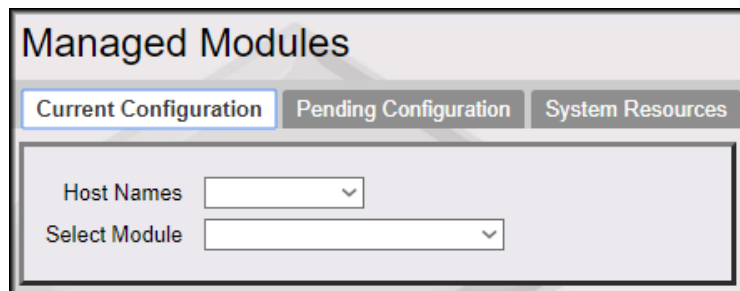 Managed Modules
Current Configuration Pending Configuration System Resources
Host Names
Select Module